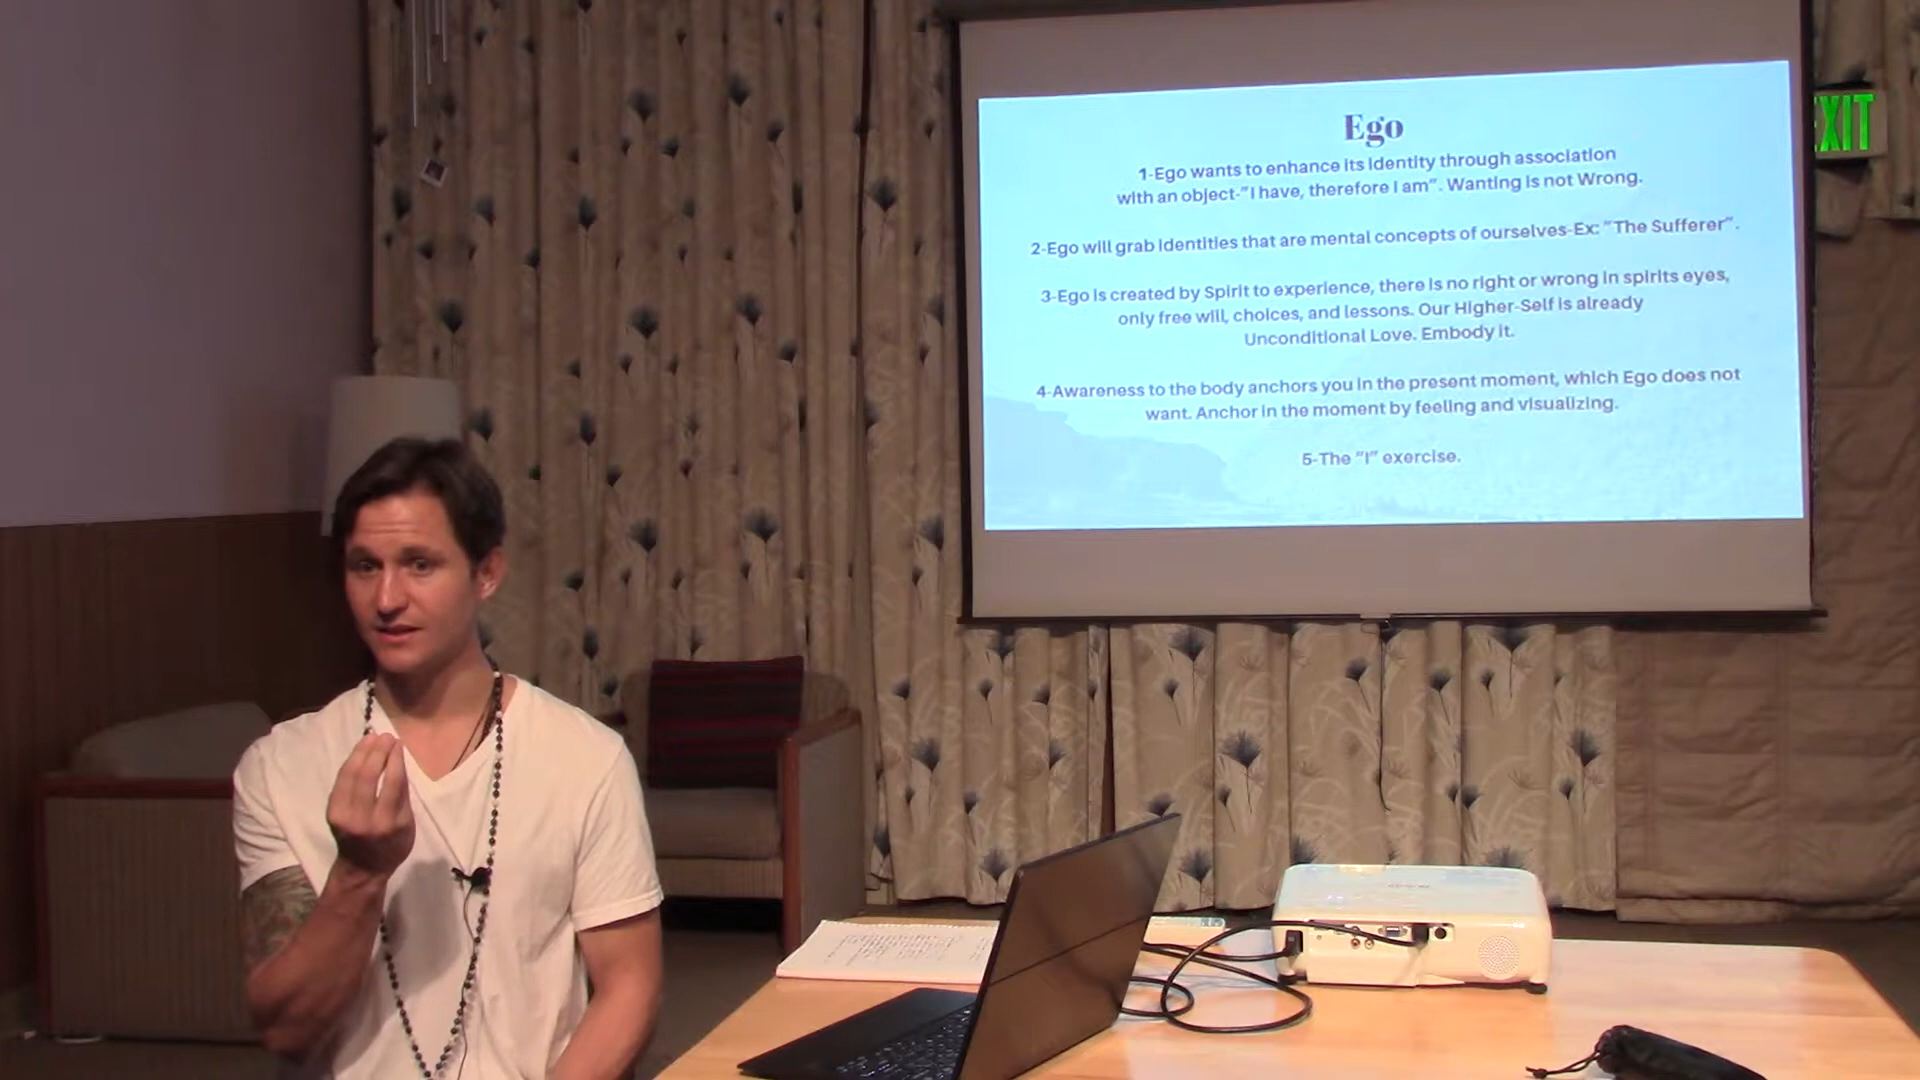 Ego
1-Ego wants to enhance its identity through association
with an object-"I have, therefore I am". Wanting is not Wrong.
2-Ego will grab identities that are mental concepts of ourselves-Ex: "The Sufferer".
3-Ego is created by Spirit to experience, there is no right or wrong in spirits eyes,
only free will, choices, and lessons. Our Higher-Self is already
Unconditional Love. Embody it.
4-Awareness to the body anchors you in the present moment, which Ego does not
want. Anchor in the moment by feeling and visualizing.
5-The "I" exercise.
EXIT